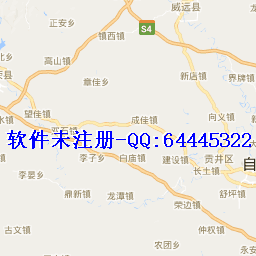 威远县
正安乡
镇西镇
S4
高山镇
新店镇
界牌镇
章佳乡
望佳镇
成佳镇
向义镇
软件未注册-QQ:64445322
李子乡
白庙镇
建设镇
贡井区
长土镇
自
李晏乡
鼎新镇
龙潭镇
舒坪镇
荣边镇
古文镇
仲权镇
农团乡
永安镇